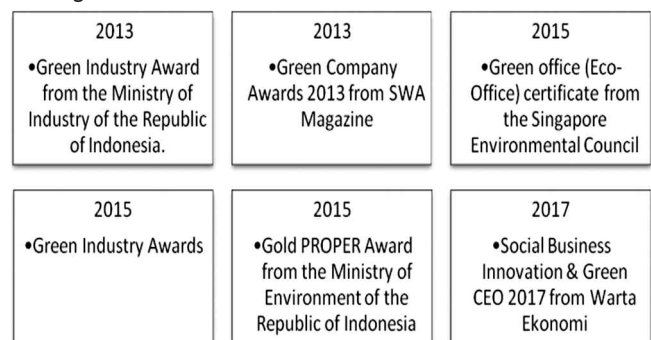 2013
•Green Industry Award
from the Ministry of
Industry of the Republic
of Indonesia.
2013
•Green Company
Awards 2013 from SWA
Magazine
2015
•Green office (Eco-
Office) certificate from
the Singapore
Environmental Council
2015
•Green Industry Awards
2015
•Gold PROPER Award
from the Ministry of
Environment of the
Republic of Indonesia
2017
•Social Business
Innovation & Green
CEO 2017 from Warta
Ekonomi